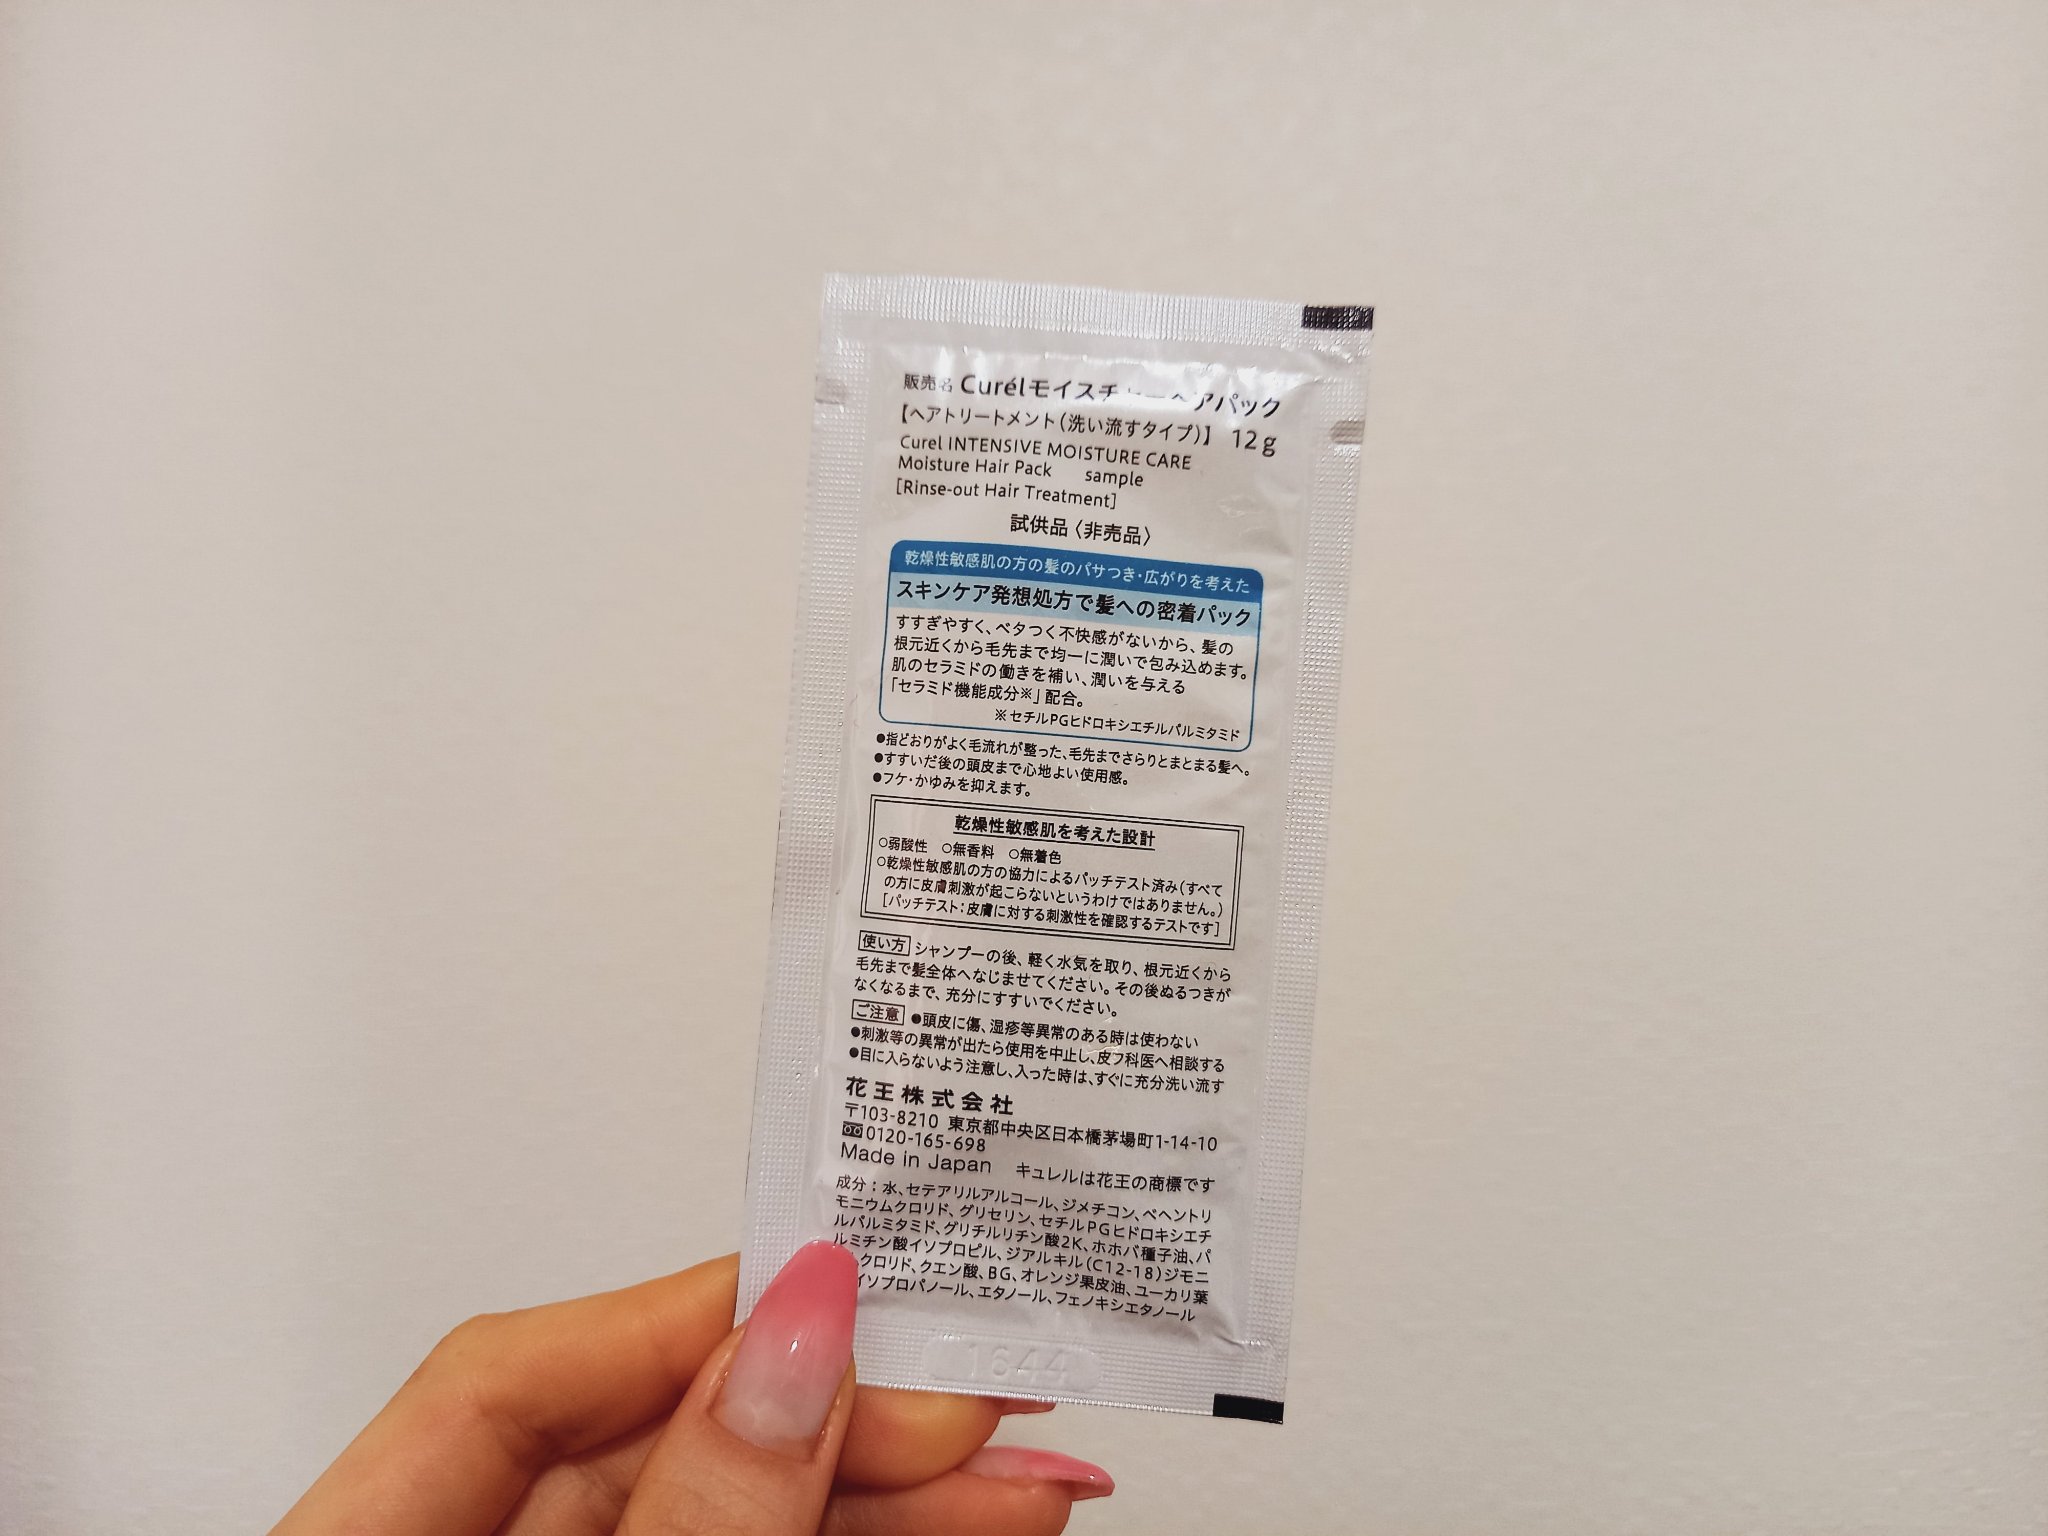 販売名 Curélモイスチャーヘアパック
【ヘアトリートメント(洗い流すタイプ)】 12g
Curel INTENSIVE MOISTURE CARE
Moisture Hair Pack sample
[Rinse-out Hair Treatment]
試供品〈非売品〉
乾燥性敏感肌の方の髪のパサつき・広がりを考えた
スキンケア発想処方で髪への密着パック
すすぎやすく、ベタつく不快感がないから、髪の
根元近くから毛先まで均一に潤いで包み込めます。
肌のセラミドの働きを補い、潤いを与える
「セラミド機能成分※」配合。
※セチルPGヒドロキシエチルパルミタミド
●指どおりがよく毛流れが整った、毛先までさらりとまとまる髪へ。
●すすいだ後の頭皮まで心地よい使用感。
●フケ・かゆみを抑えます。
乾燥性敏感肌を考えた設計
○弱酸性 ○無香料 ○無着色
○乾燥性敏感肌の方の協力によるパッチテスト済み(すべて
の方に皮膚刺激が起こらないというわけではありません。)
[パッチテスト:皮膚に対する刺激性を確認するテストです]
使い方 シャンプーの後、軽く水気を取り、根元近くから
毛先まで髪全体へなじませてください。その後ぬるつきが
なくなるまで、充分にすすいでください。
ご注意 ●頭皮に傷、湿疹等異常のある時は使わない
●刺激等の異常が出たら使用を中止し、皮フ科医へ相談する
●目に入らないよう注意し、入った時は、すぐに充分洗い流す
花王株式会社
〒103-8210 東京都中央区日本橋茅場町1-14-10
0120-165-698
Made in Japan キュレルは花王の商標です
成分:水、セテアリルアルコール、ジメチコン、ベヘントリ
モニウムクロリド、グリセリン、セチルPGヒドロキシエチ
ルパルミタミド、グリチルリチン酸2K、ホホバ種子油、パ
ルミチン酸イソプロピル、ジアルキル(C12-18)ジモニ
クロリド、クエン酸、BG、オレンジ果皮油、ユーカリ葉
イソプロパノール、エタノール、フェノキシエタノール
1644